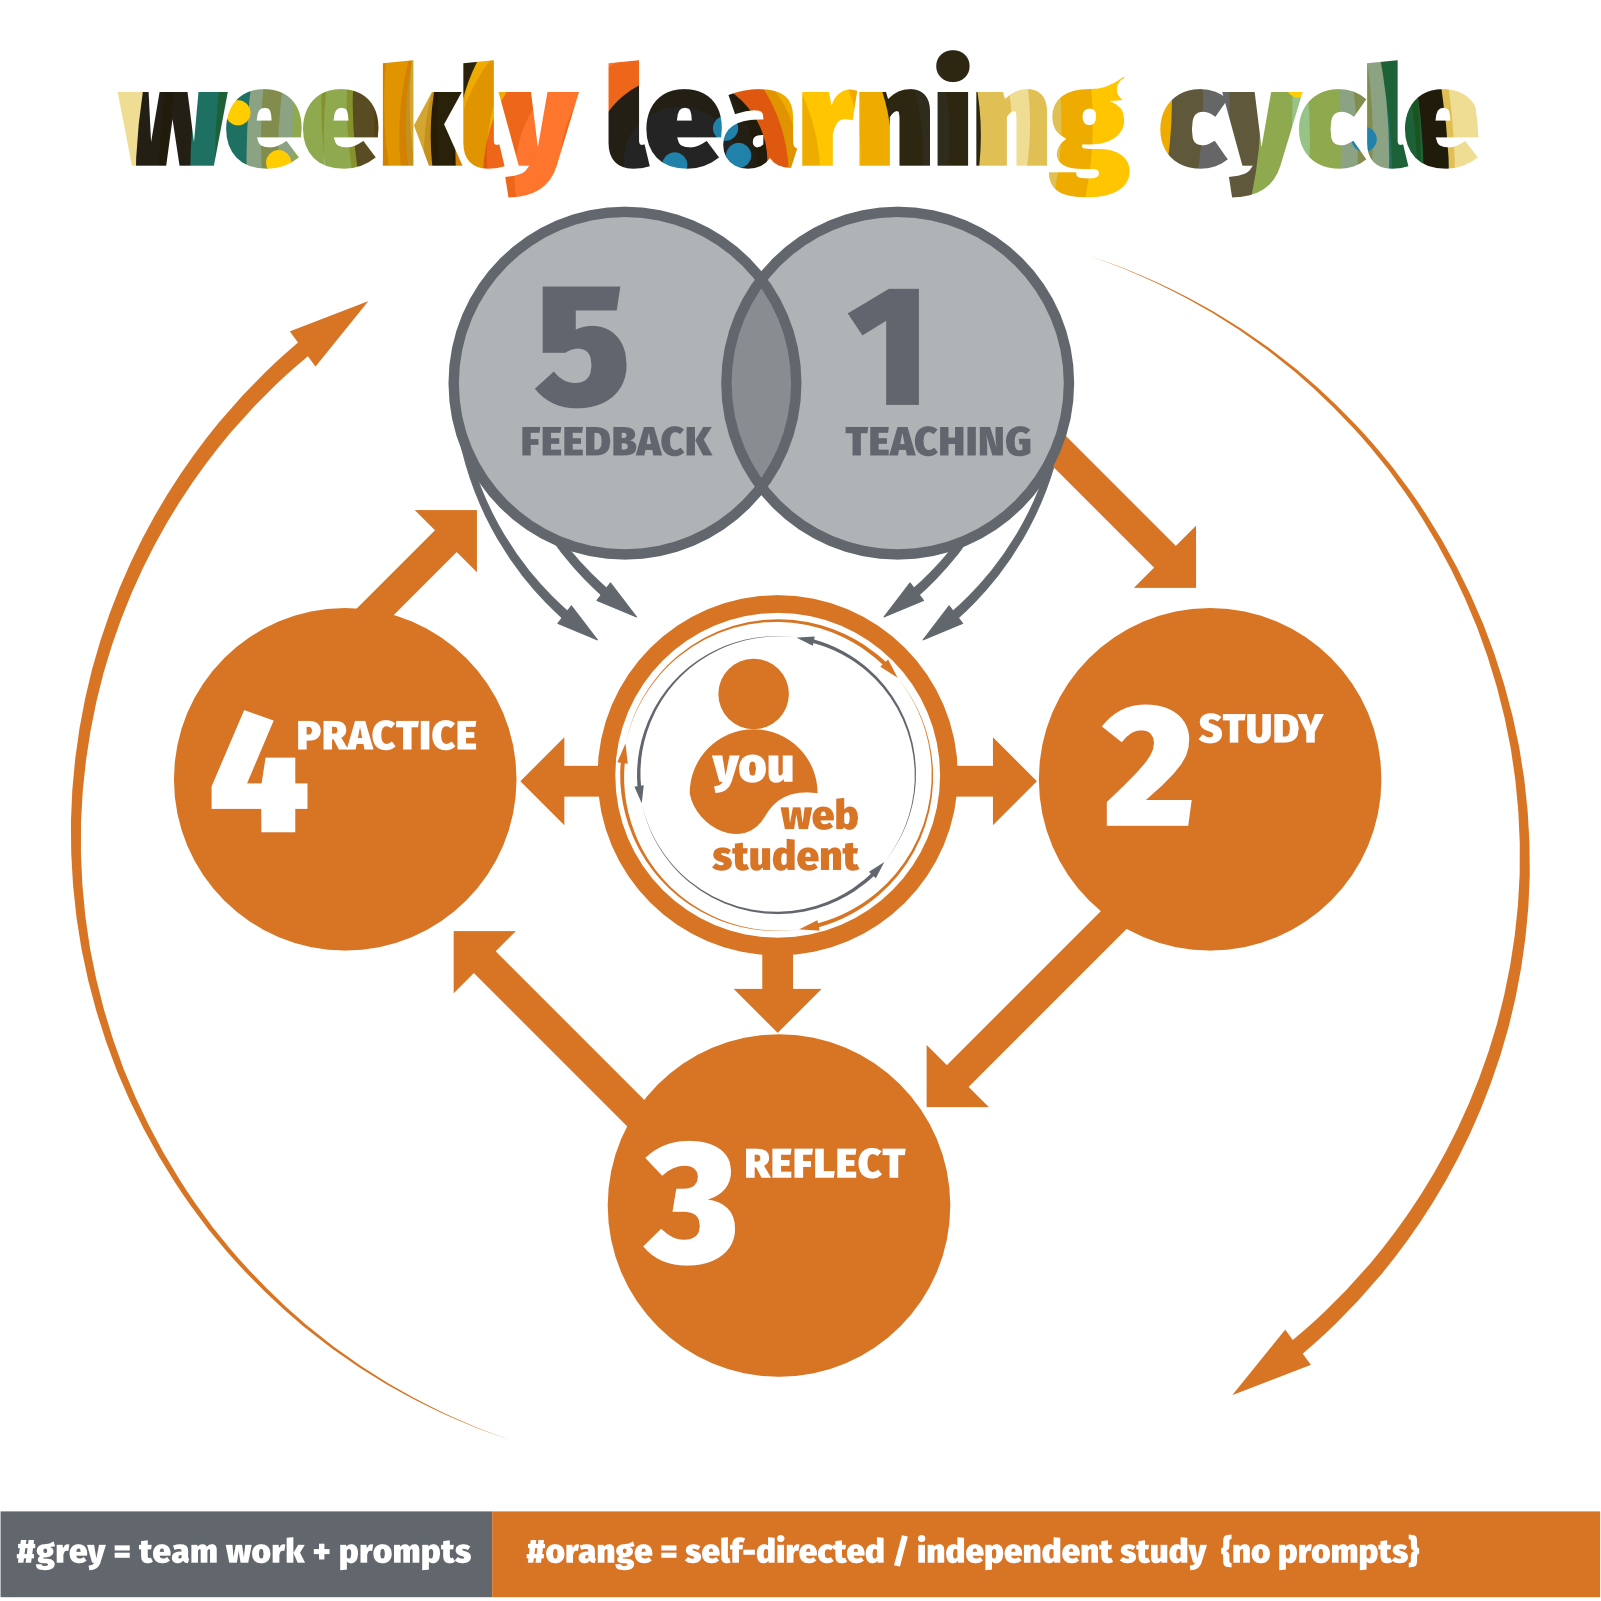 weekly learning cycle
5
FEEDBACK
1
TEACHING
2 STUDY
3 REFLECT
4 PRACTICE
you
web
student
#grey = team work + prompts
#orange = self-directed / independent study {no prompts}